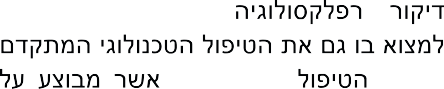 דיקור רפלקסולוגיה
למצוא בו גם את הטיפול הטכנולוגי המתקדם
הטיפול אשר מבוצע על